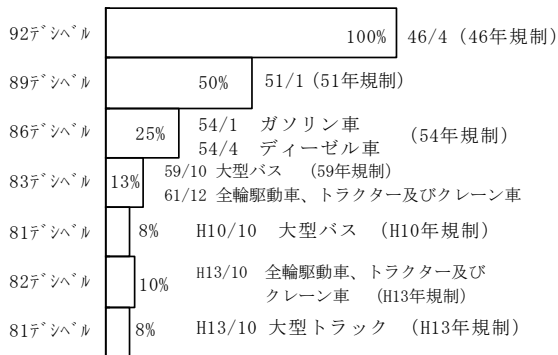 92ﾃﾞｼﾍﾞﾙ 100% 46/4 (46年規制)
89ﾃﾞｼﾍﾞﾙ 50% 51/1 (51年規制)
86ﾃﾞｼﾍﾞﾙ 25% 54/1 ガソリン車
54/4 ディーゼル車 (54年規制)
83ﾃﾞｼﾍﾞﾙ 13% 59/10 大型バス (59年規制)
61/12 全輪駆動車、トラクター及びクレーン車
81ﾃﾞｼﾍﾞﾙ 8% H10/10 大型バス (H10年規制)
82ﾃﾞｼﾍﾞﾙ 10% H13/10 全輪駆動車、トラクター及び
クレーン車 (H13年規制)
81ﾃﾞｼﾍﾞﾙ 8% H13/10 大型トラック (H13年規制)